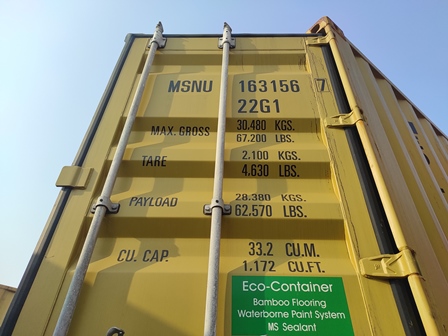 MSNU 163156 7
22G1
MAX. GROSS 30.480 KGS.
67.200 LBS.
TARE 2.100 KGS.
4.630 LBS.
PAYLOAD 28.380 KGS.
62.570 LBS.
CU. CAP. 33.2 CU.M.
1.172 CU.FT.
Eco-Container
Bamboo Flooring
Waterborne Paint System
MS Sealant